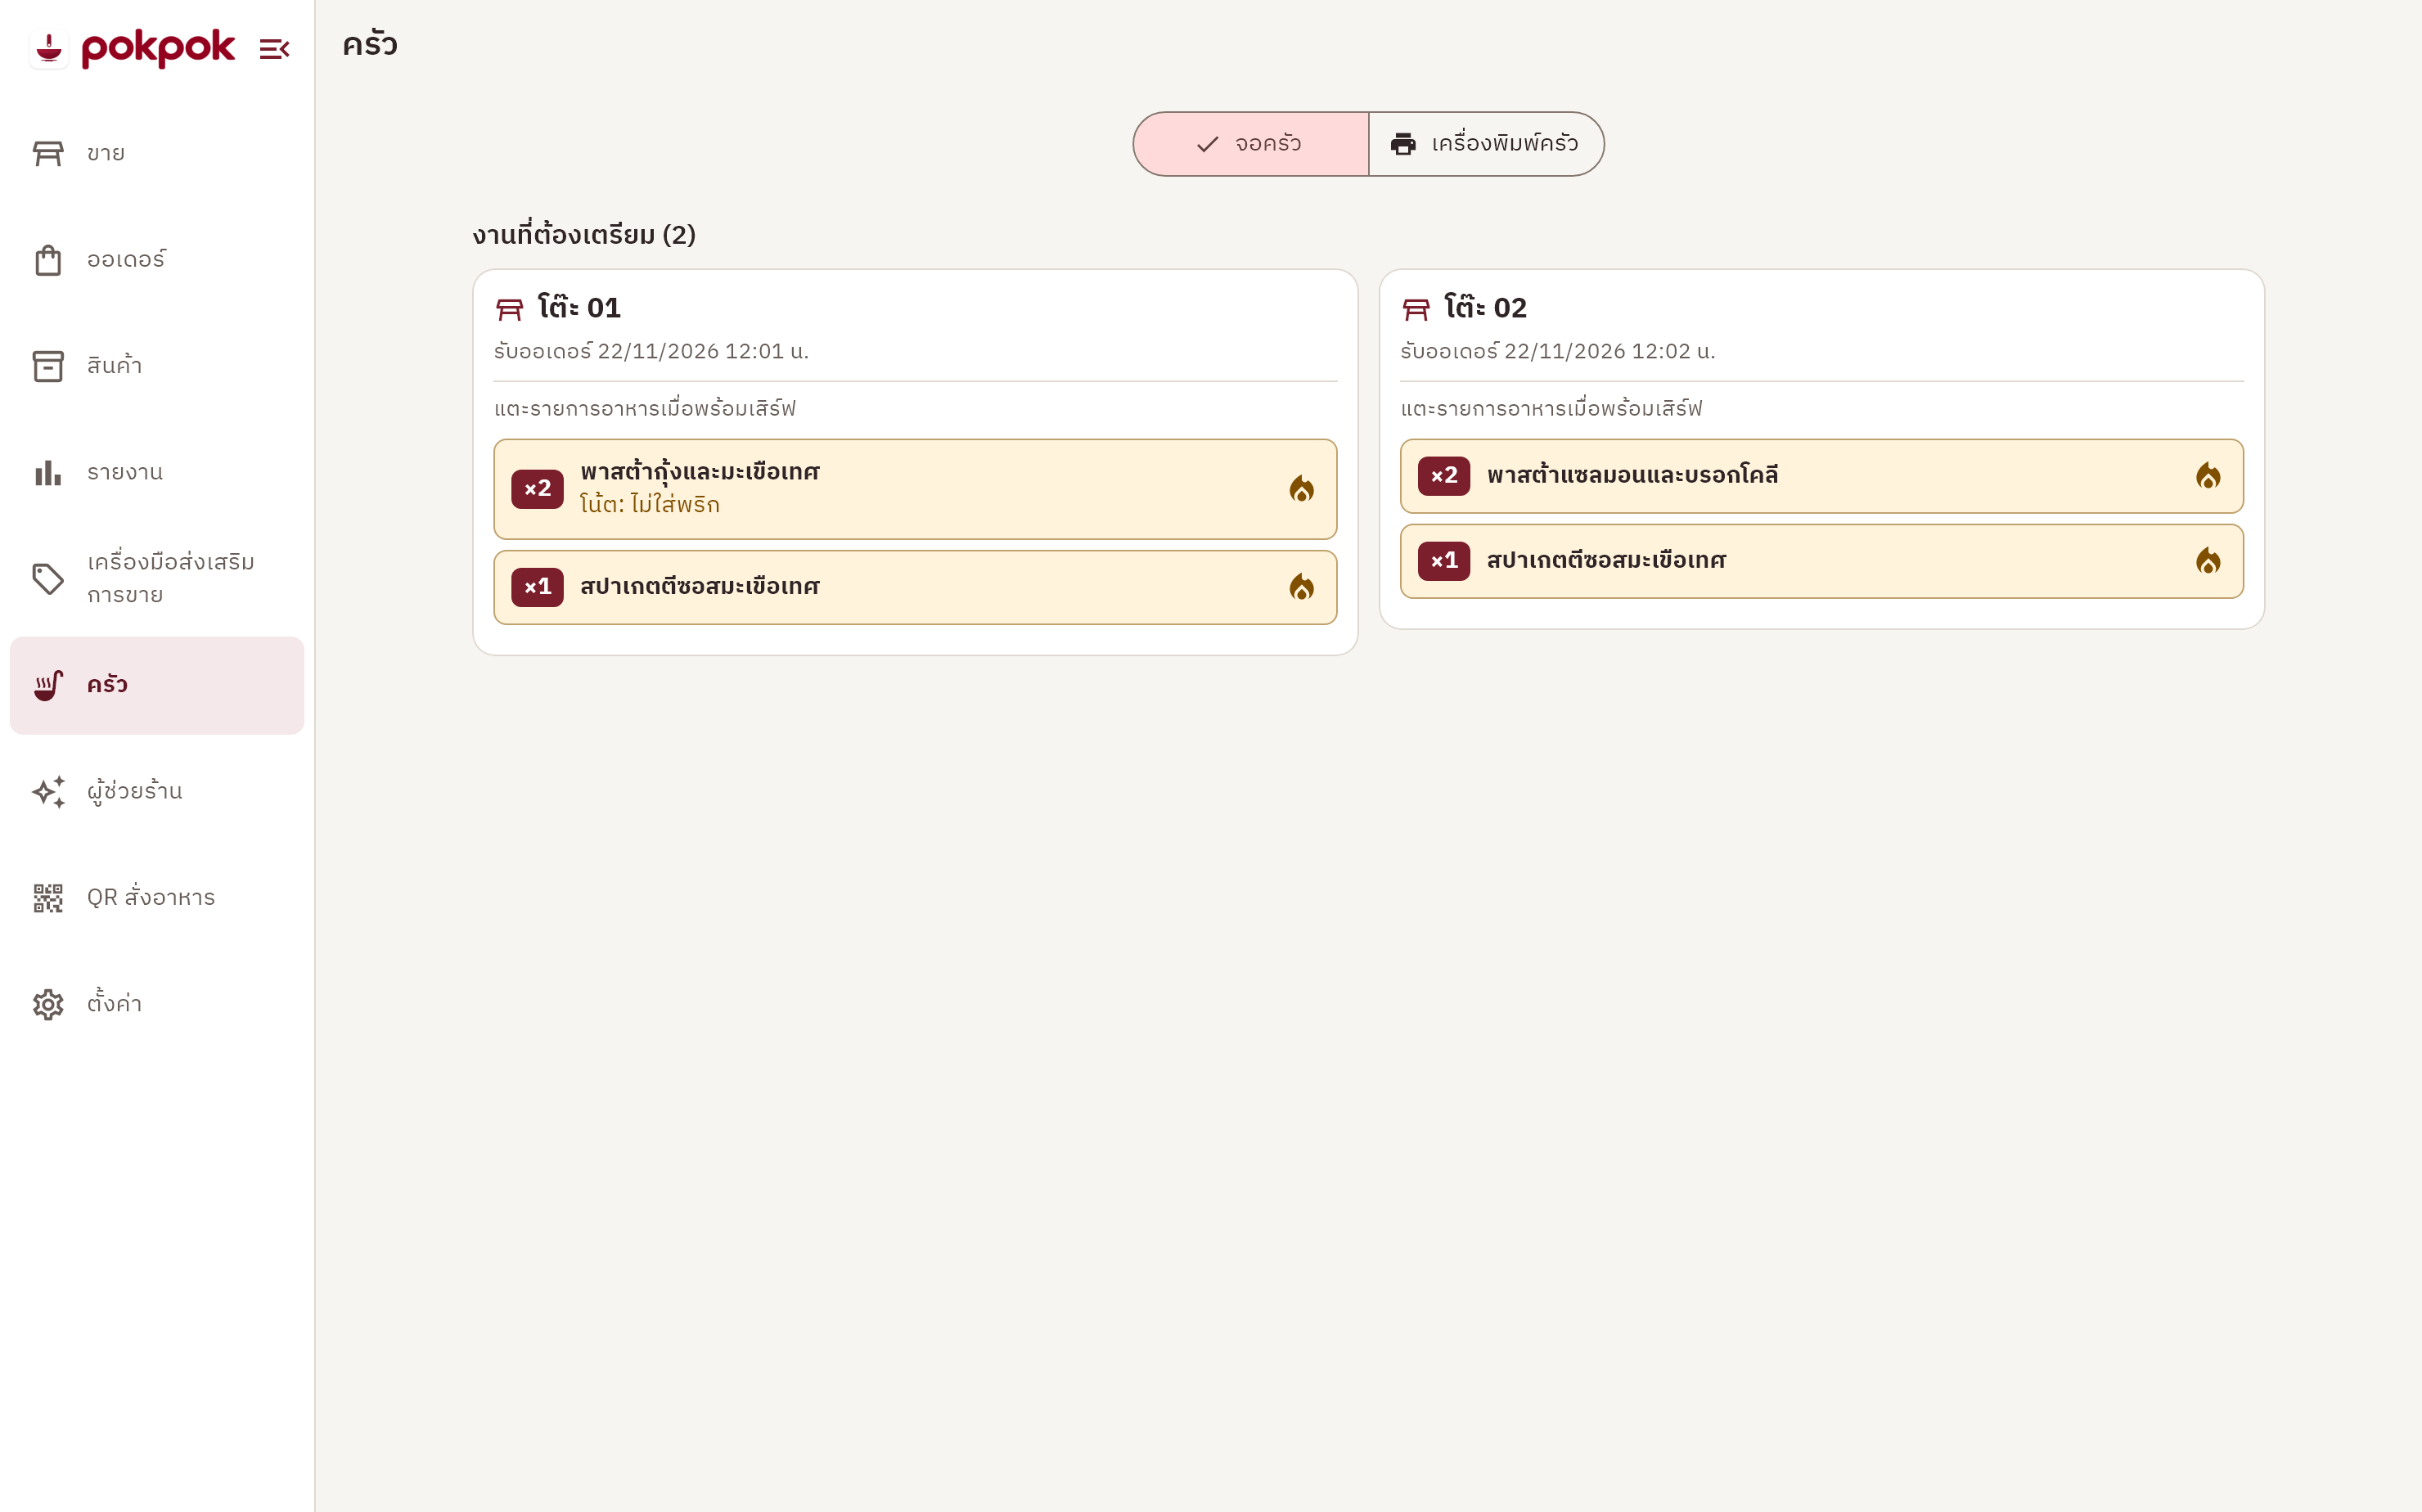 pokpok
ขาย
ออเดอร์
สินค้า
รายงาน
เครื่องมือส่งเสริม
การขาย
ครัว
ผู้ช่วยร้าน
QR สั่งอาหาร
ตั้งค่า
ครัว
จอครัว
เครื่องพิมพ์ครัว
งานที่ต้องเตรียม (2)
โต๊ะ 01
รับออเดอร์ 22/11/2026 12:01 น.
แตะรายการอาหารเมื่อพร้อมเสิร์ฟ
×2 พาสต้ากุ้งและมะเขือเทศ
โน้ต: ไม่ใส่พริก
×1 สปาเกตตีซอสมะเขือเทศ
โต๊ะ 02
รับออเดอร์ 22/11/2026 12:02 น.
แตะรายการอาหารเมื่อพร้อมเสิร์ฟ
×2 พาสต้าแซลมอนและบรอกโคลี
×1 สปาเกตตีซอสมะเขือเทศ